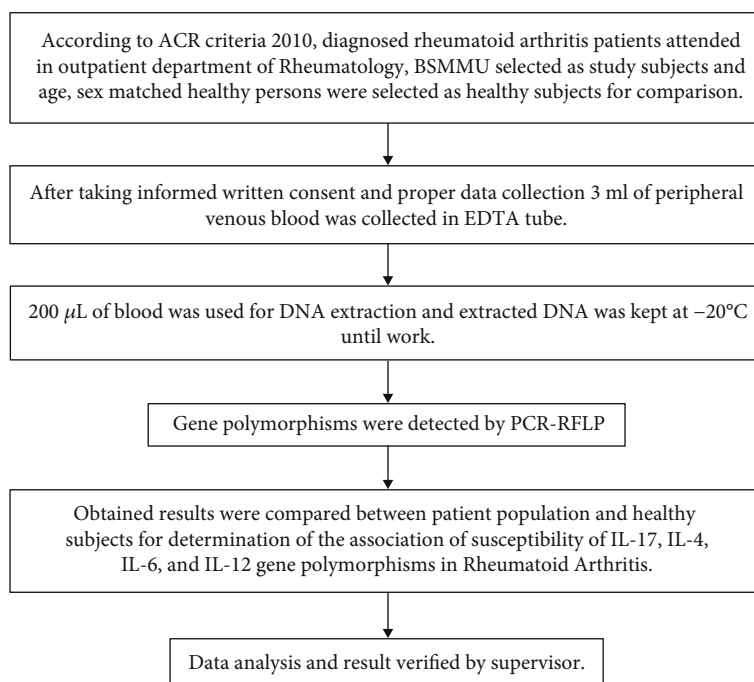 According to ACR criteria 2010, diagnosed rheumatoid arthritis patients attended
in outpatient department of Rheumatology, BSMMU selected as study subjects and
age, sex matched healthy persons were selected as healthy subjects for comparison.
After taking informed written consent and proper data collection 3 ml of peripheral
venous blood was collected in EDTA tube.
200 μL of blood was used for DNA extraction and extracted DNA was kept at −20°C
until work.
Gene polymorphisms were detected by PCR-RFLP
Obtained results were compared between patient population and healthy
subjects for determination of the association of susceptibility of IL-17, IL-4,
IL-6, and IL-12 gene polymorphisms in Rheumatoid Arthritis.
Data analysis and result verified by supervisor.